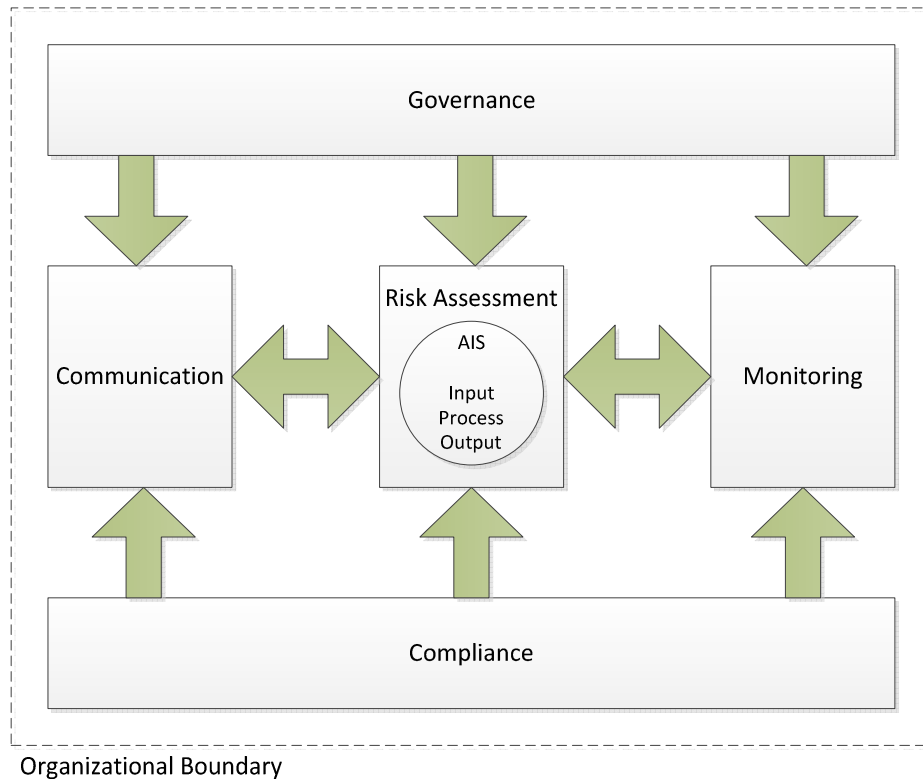 Governance
Communication
Risk Assessment
AIS
Input
Process
Output
Monitoring
Compliance
Organizational Boundary